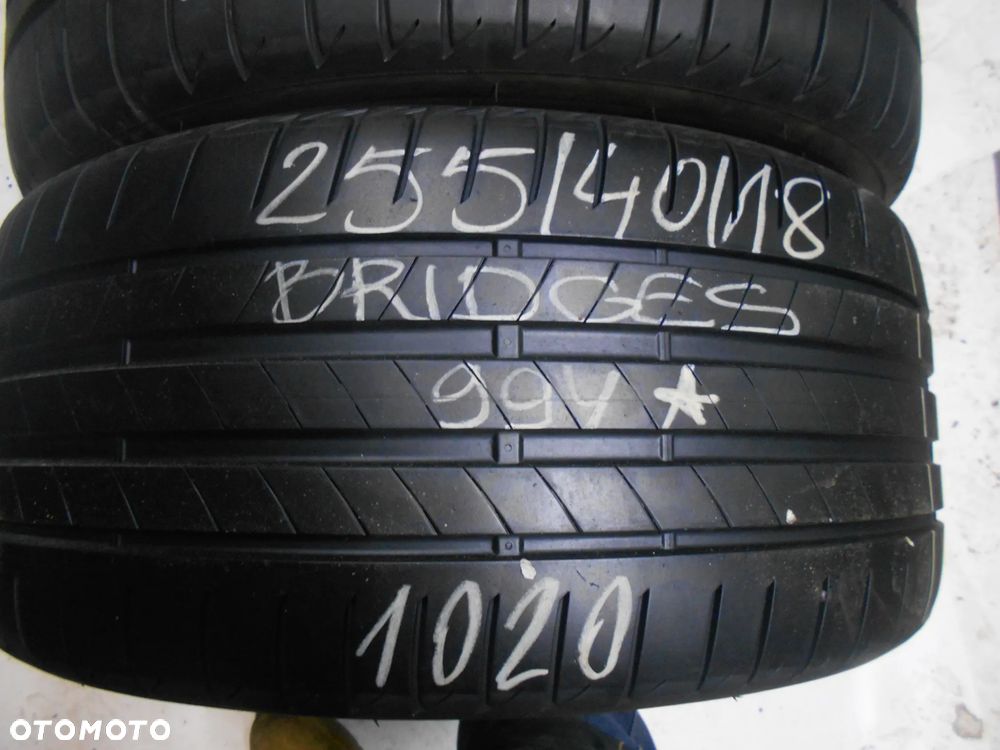 255/40/18
BRIDGES
99Y ★
1020
OTOMOTO